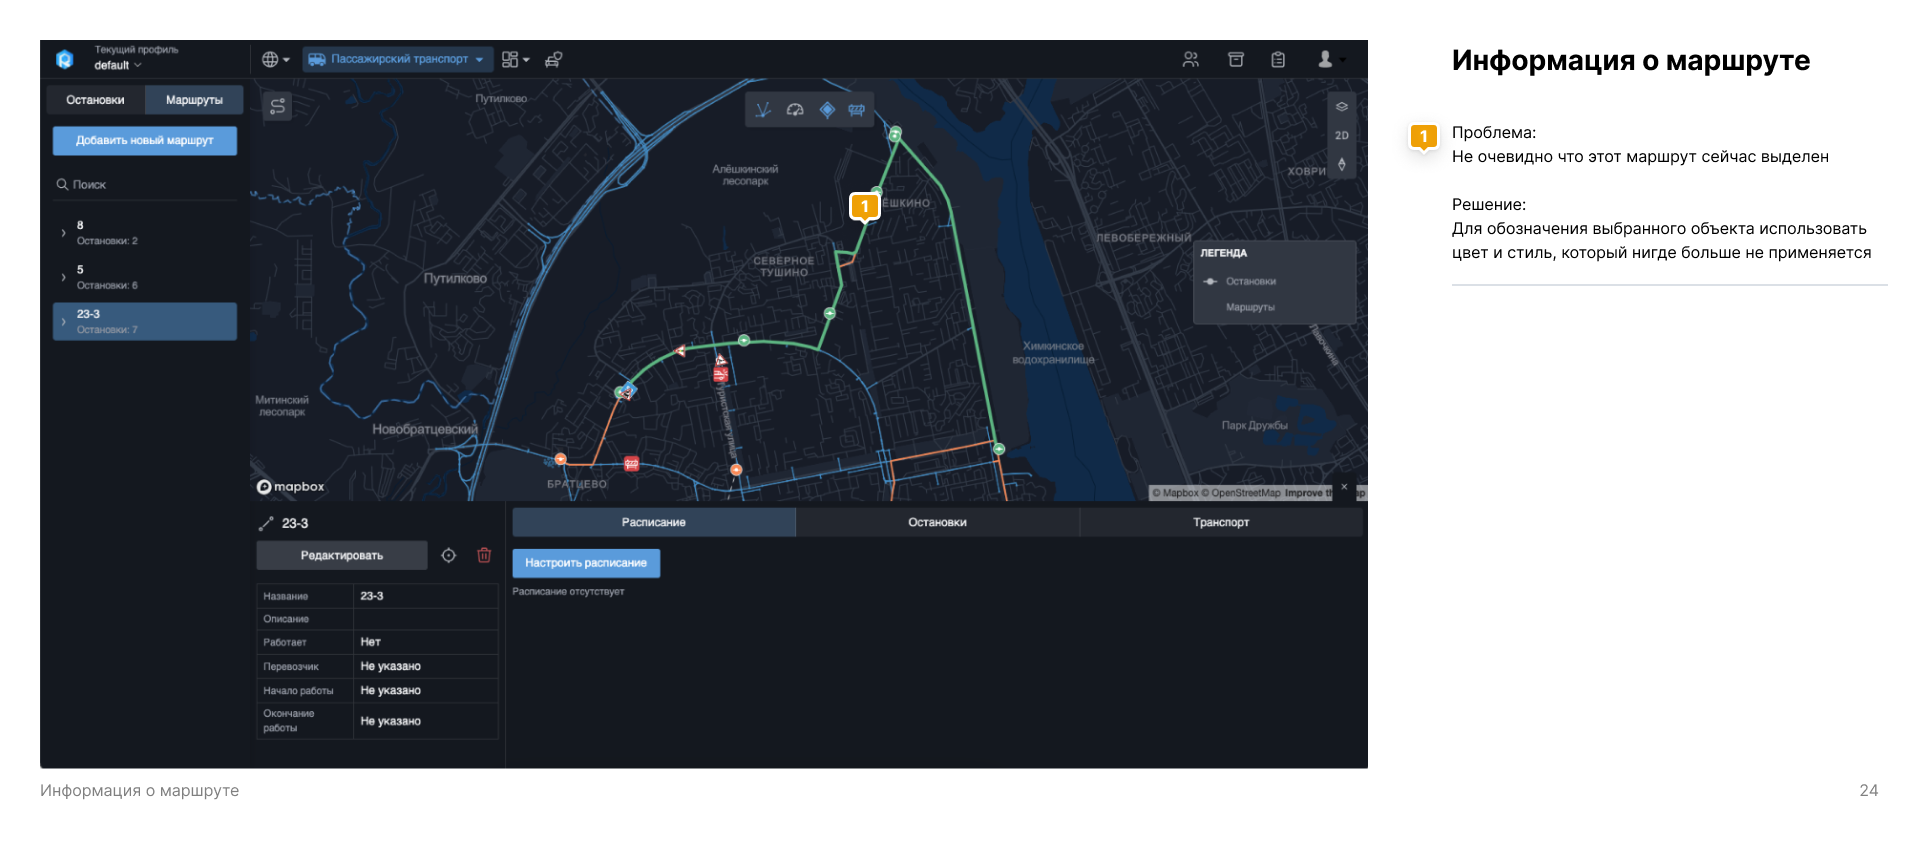 Текущий профиль
default
Пассажирский транспорт
Остановки
Маршруты
Добавить новый маршрут
Поиск
8
Остановки: 2
5
Остановки: 6
23-3
Остановки: 7
Путилково
Алёшкинский
лесопарк
2D
ХОВРИ
1
ЁШКИНО
ЛЕВОБЕРЕЖНЫЙ
ЛЕГЕНДА
Остановки
Маршруты
СЕВЕРНОЕ
ТУШИНО
Путилково
Химкинское
водохранилище
Лавочкина
Митинский
лесопарк
Новобратцевский
Туристская улица
Парк Дружбы
БРАТЦЕВО
mapbox
© Mapbox © OpenStreetMap Improve th
ap
23-3
Редактировать
Название 23-3
Описание
Работает Нет
Перевозчик Не указано
Начало работы Не указано
Окончание
работы Не указано
Расписание
Остановки
Транспорт
Настроить расписание
Расписание отсутствует
Информация о маршруте
1
Проблема:
Не очевидно что этот маршрут сейчас выделен
Решение:
Для обозначения выбранного объекта использовать
цвет и стиль, который нигде больше не применяется
Информация о маршруте
24